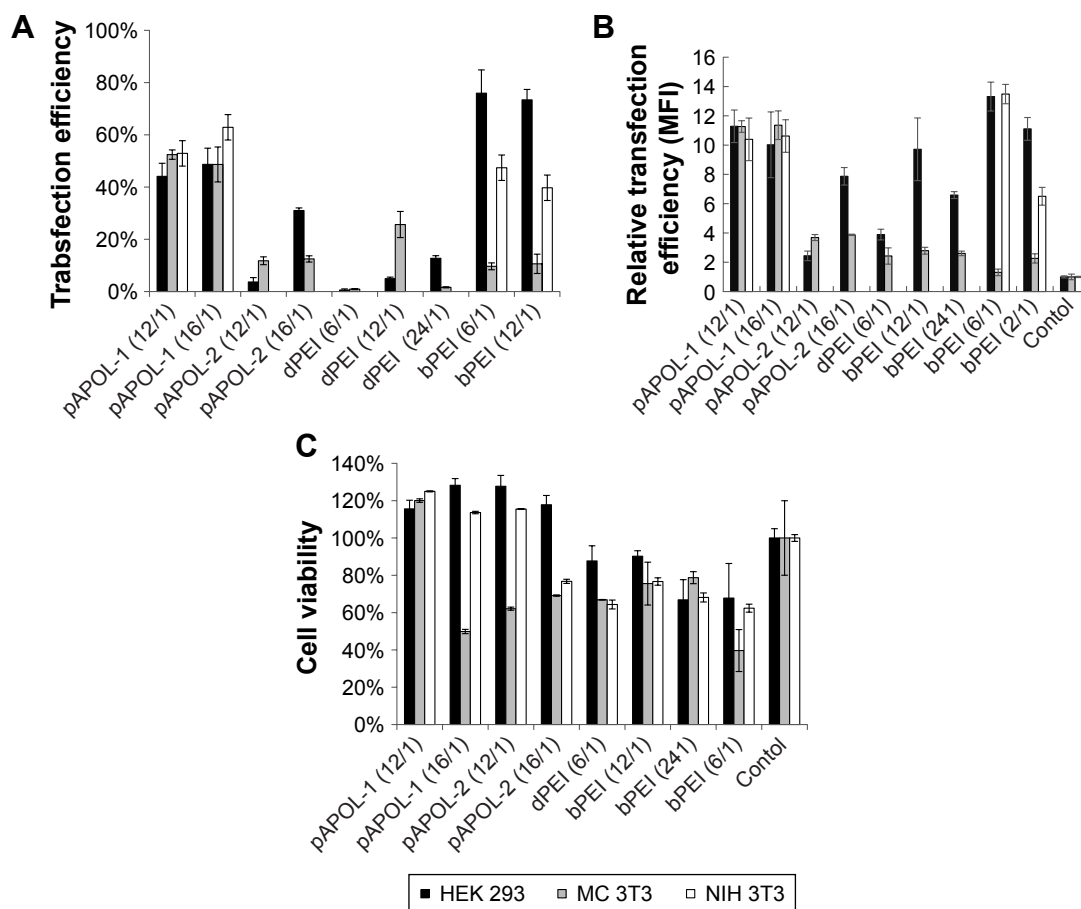 A
Trabsfection efficiency
100%
80%
60%
40%
20%
0%
pAPOL-1 (12/1)
pAPOL-1 (16/1)
pAPOL-2 (12/1)
pAPOL-2 (16/1)
dPEI (6/1)
dPEI (12/1)
dPEI (24/1)
bPEI (6/1)
bPEI (12/1)
B
Relative transfection
efficiency (MFI)
16
14
12
10
8
6
4
2
0
pAPOL-1 (12/1)
pAPOL-1 (16/1)
pAPOL-2 (12/1)
pAPOL-2 (16/1)
dPEI (6/1)
bPEI (12/1)
bPEI (241)
bPEI (6/1)
bPEI (2/1)
Contol
C
Cell viability
140%
120%
100%
80%
60%
40%
20%
0%
pAPOL-1 (12/1)
pAPOL-1 (16/1)
pAPOL-2 (12/1)
pAPOL-2 (16/1)
dPEI (6/1)
bPEI (12/1)
bPEI (241)
bPEI (6/1)
Contol
HEK 293 MC 3T3 NIH 3T3